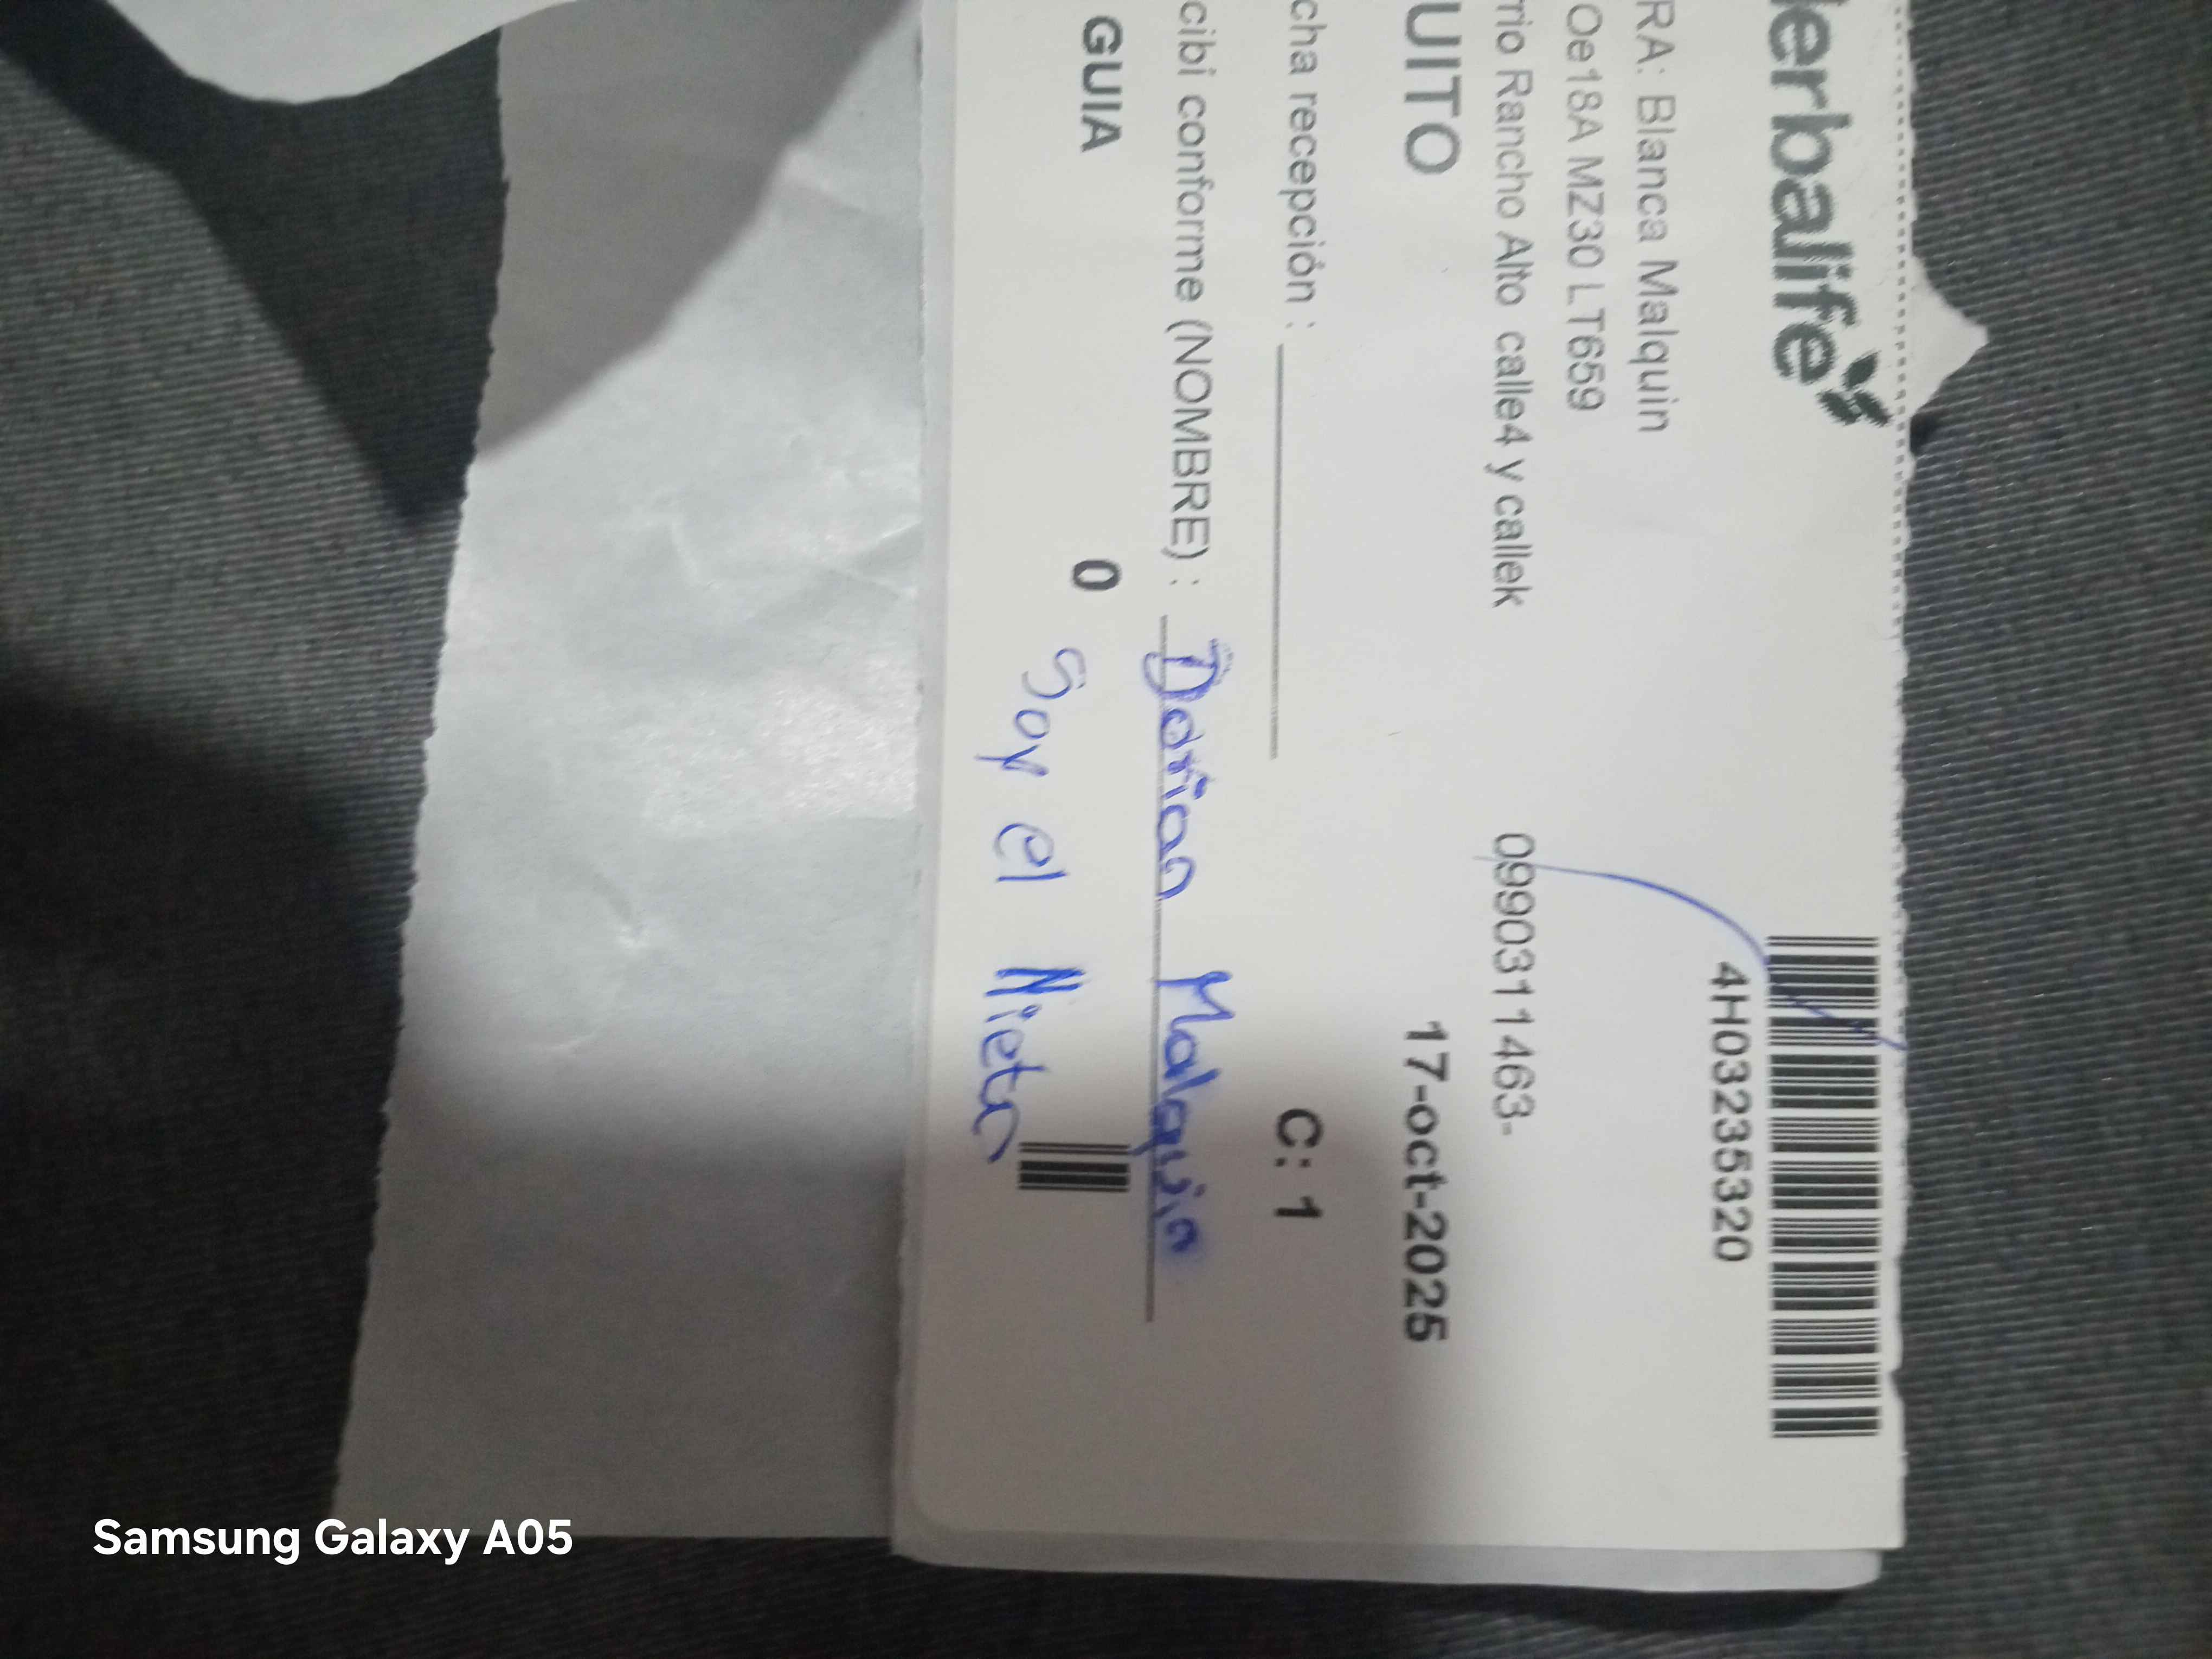 erbalife
4H03235320
RA: Blanca Malquin
Oe18A MZ30 LT659
rio Rancho Alto calle4 y callek 0990311463-
UITO 17-oct-2025
cha recepción : C: 1
cibi conforme (NOMBRE) : Darian Malquin
GUIA 0 Soy el Nieto
Samsung Galaxy A05